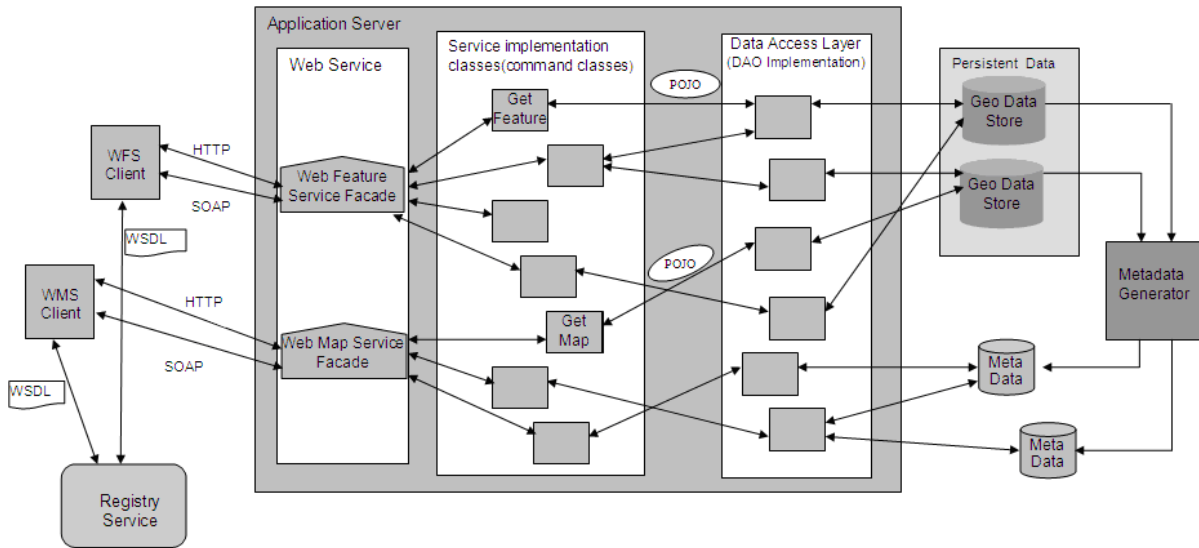 Application Server
Web Service
Service implementation
classes(command classes)
Data Access Layer
(DAO Implementation)
Persistent Data
POJO
Get
Feature
Geo Data
Store
WFS
Client
HTTP
SOAP
Web Feature
Service Facade
Geo Data
Store
WSDL
POJO
WMS
Client
HTTP
SOAP
Web Map Service
Facade
Get
Map
Metadata
Generator
Meta
Data
WSDL
Meta
Data
Registry
Service